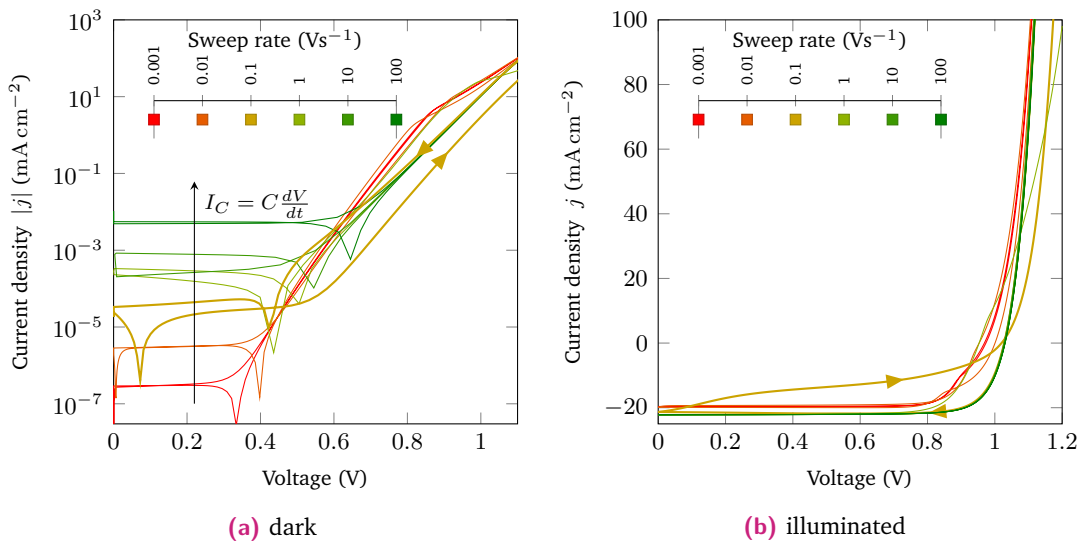 Sweep rate (Vs⁻¹)
0.001 0.01 0.1 1 10 100
I_C = C dV/dt
10³
10¹
10⁻¹
10⁻³
10⁻⁵
10⁻⁷
0 0.2 0.4 0.6 0.8 1
Voltage (V)
Current density |j| (mA cm⁻²)
(a) dark
Sweep rate (Vs⁻¹)
0.001 0.01 0.1 1 10 100
100
80
60
40
20
0
−20
0 0.2 0.4 0.6 0.8 1 1.2
Voltage (V)
Current density j (mA cm⁻²)
(b) illuminated